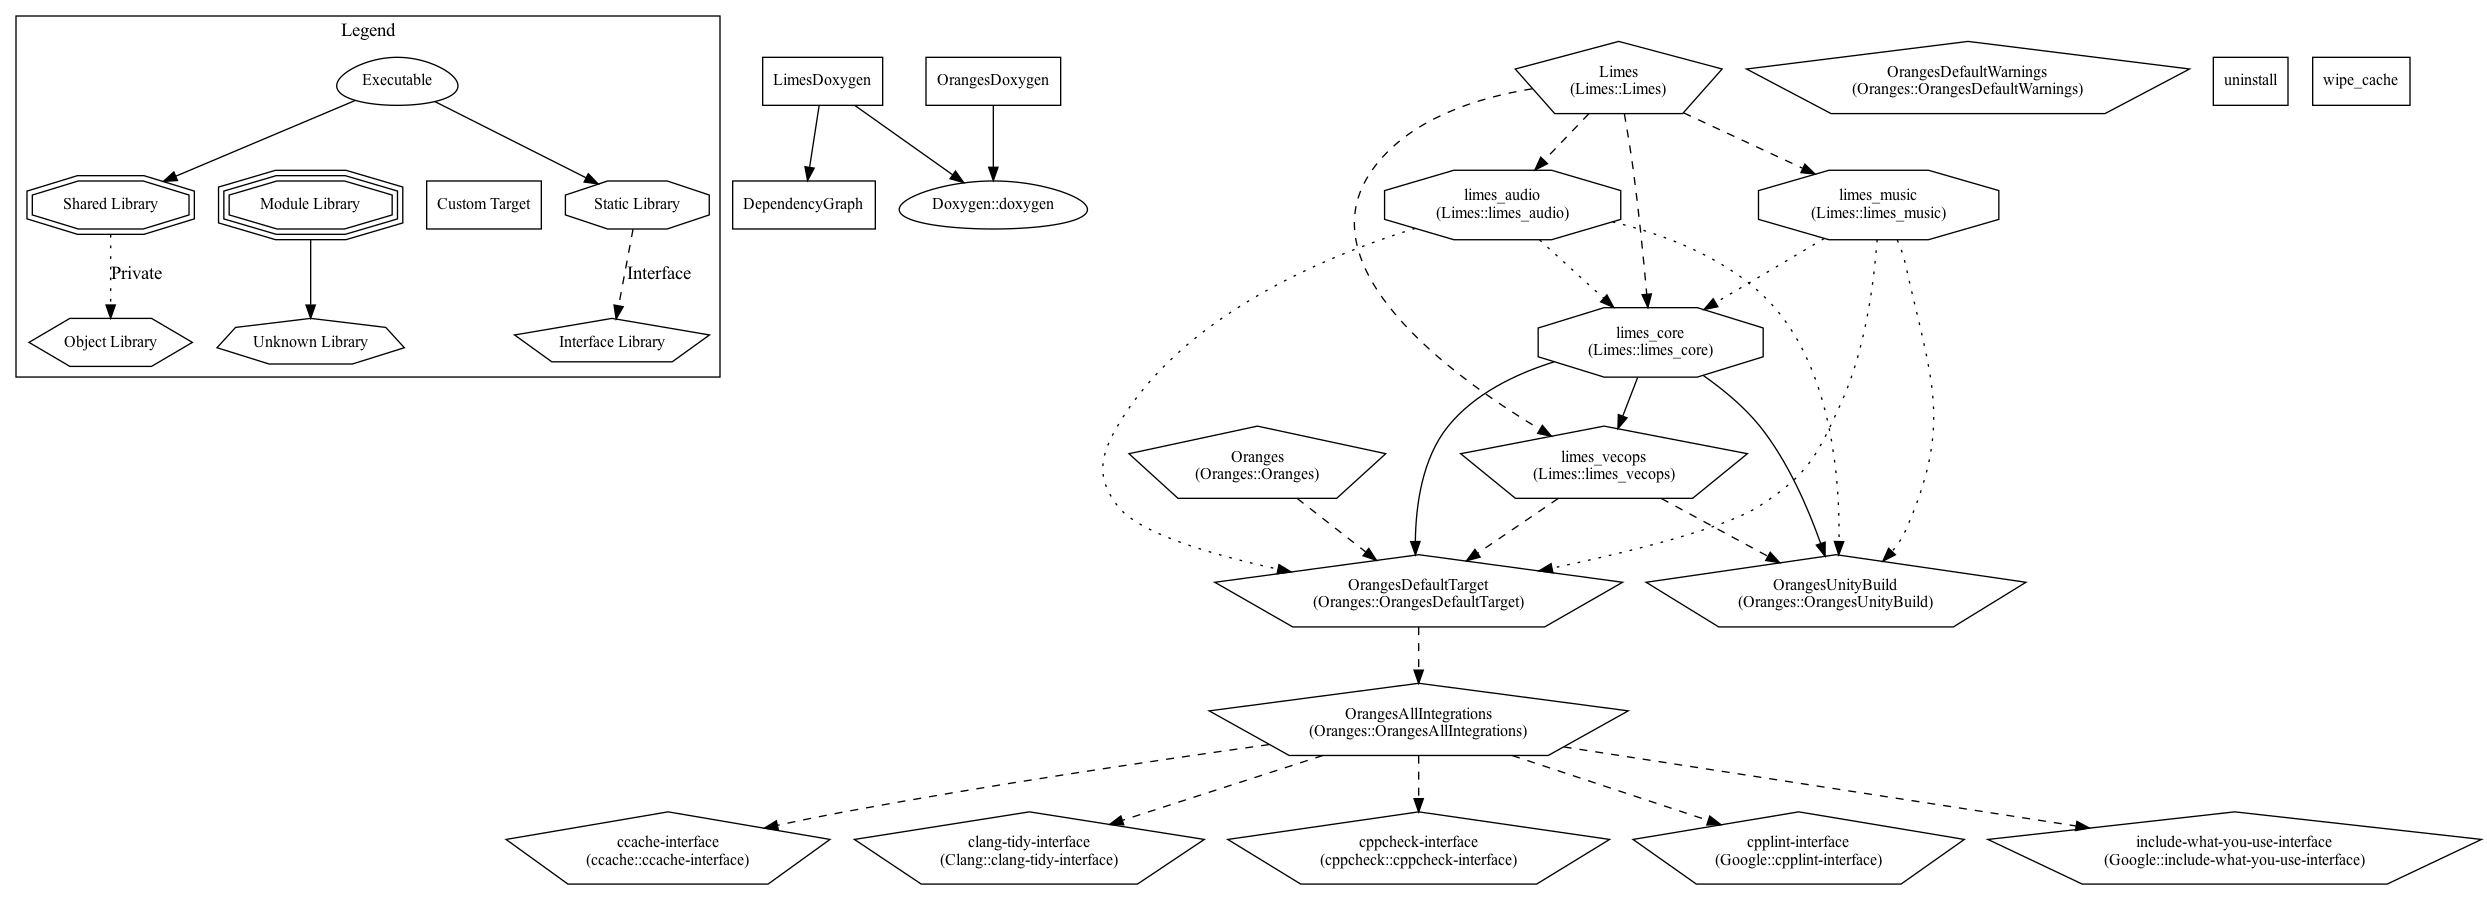 Legend
Executable
Shared Library
Module Library
Custom Target
Static Library
Private
Interface
Object Library
Unknown Library
Interface Library
LimesDoxygen
OrangesDoxygen
DependencyGraph
Doxygen::doxygen
Limes
(Limes::Limes)
OrangesDefaultWarnings
(Oranges::OrangesDefaultWarnings)
uninstall
wipe_cache
limes_audio
(Limes::limes_audio)
limes_music
(Limes::limes_music)
limes_core
(Limes::limes_core)
Oranges
(Oranges::Oranges)
limes_vecops
(Limes::limes_vecops)
OrangesDefaultTarget
(Oranges::OrangesDefaultTarget)
OrangesUnityBuild
(Oranges::OrangesUnityBuild)
OrangesAllIntegrations
(Oranges::OrangesAllIntegrations)
ccache-interface
(ccache::ccache-interface)
clang-tidy-interface
(Clang::clang-tidy-interface)
cppcheck-interface
(cppcheck::cppcheck-interface)
cpplint-interface
(Google::cpplint-interface)
include-what-you-use-interface
(Google::include-what-you-use-interface)